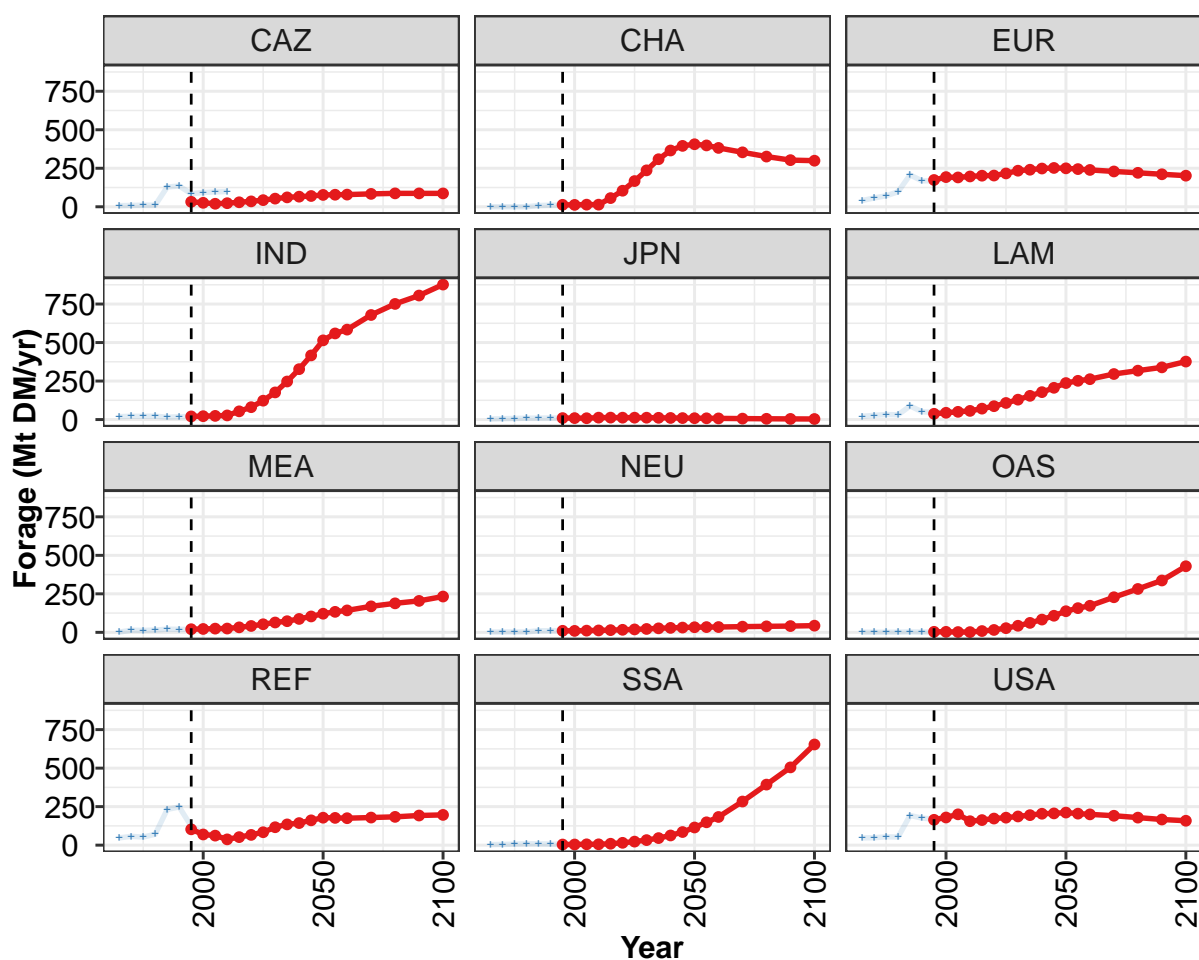 CAZ CHA EUR
750
500
250
0
IND JPN LAM
750
500
250
0
MEA NEU OAS
750
500
250
0
REF SSA USA
750
500
250
0
2000 2050 2100 2000 2050 2100 2000 2050 2100
Year
Forage (Mt DM/yr)